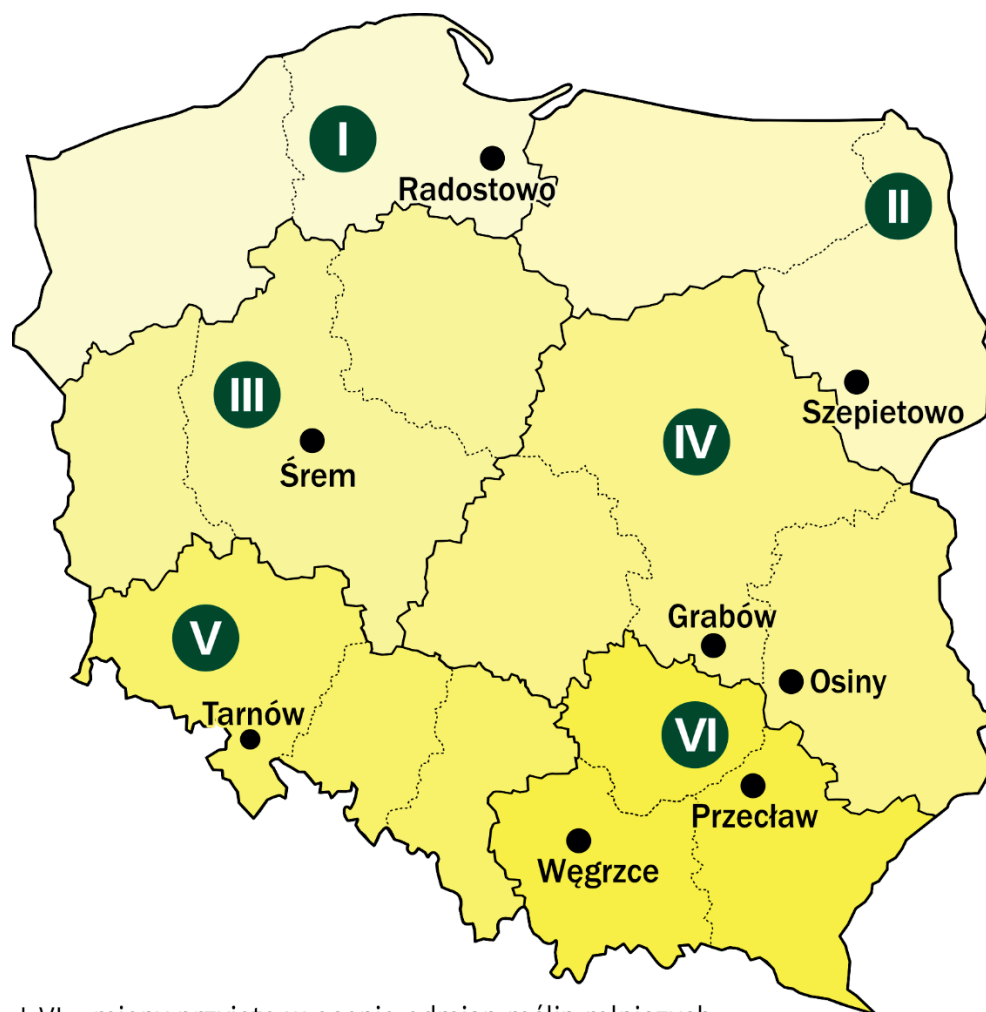 I
Radostowo
II
III
Szepietowo
IV
Śrem
Grabów
V
Osiny
Tarnów
VI
Przecław
Węgrzce